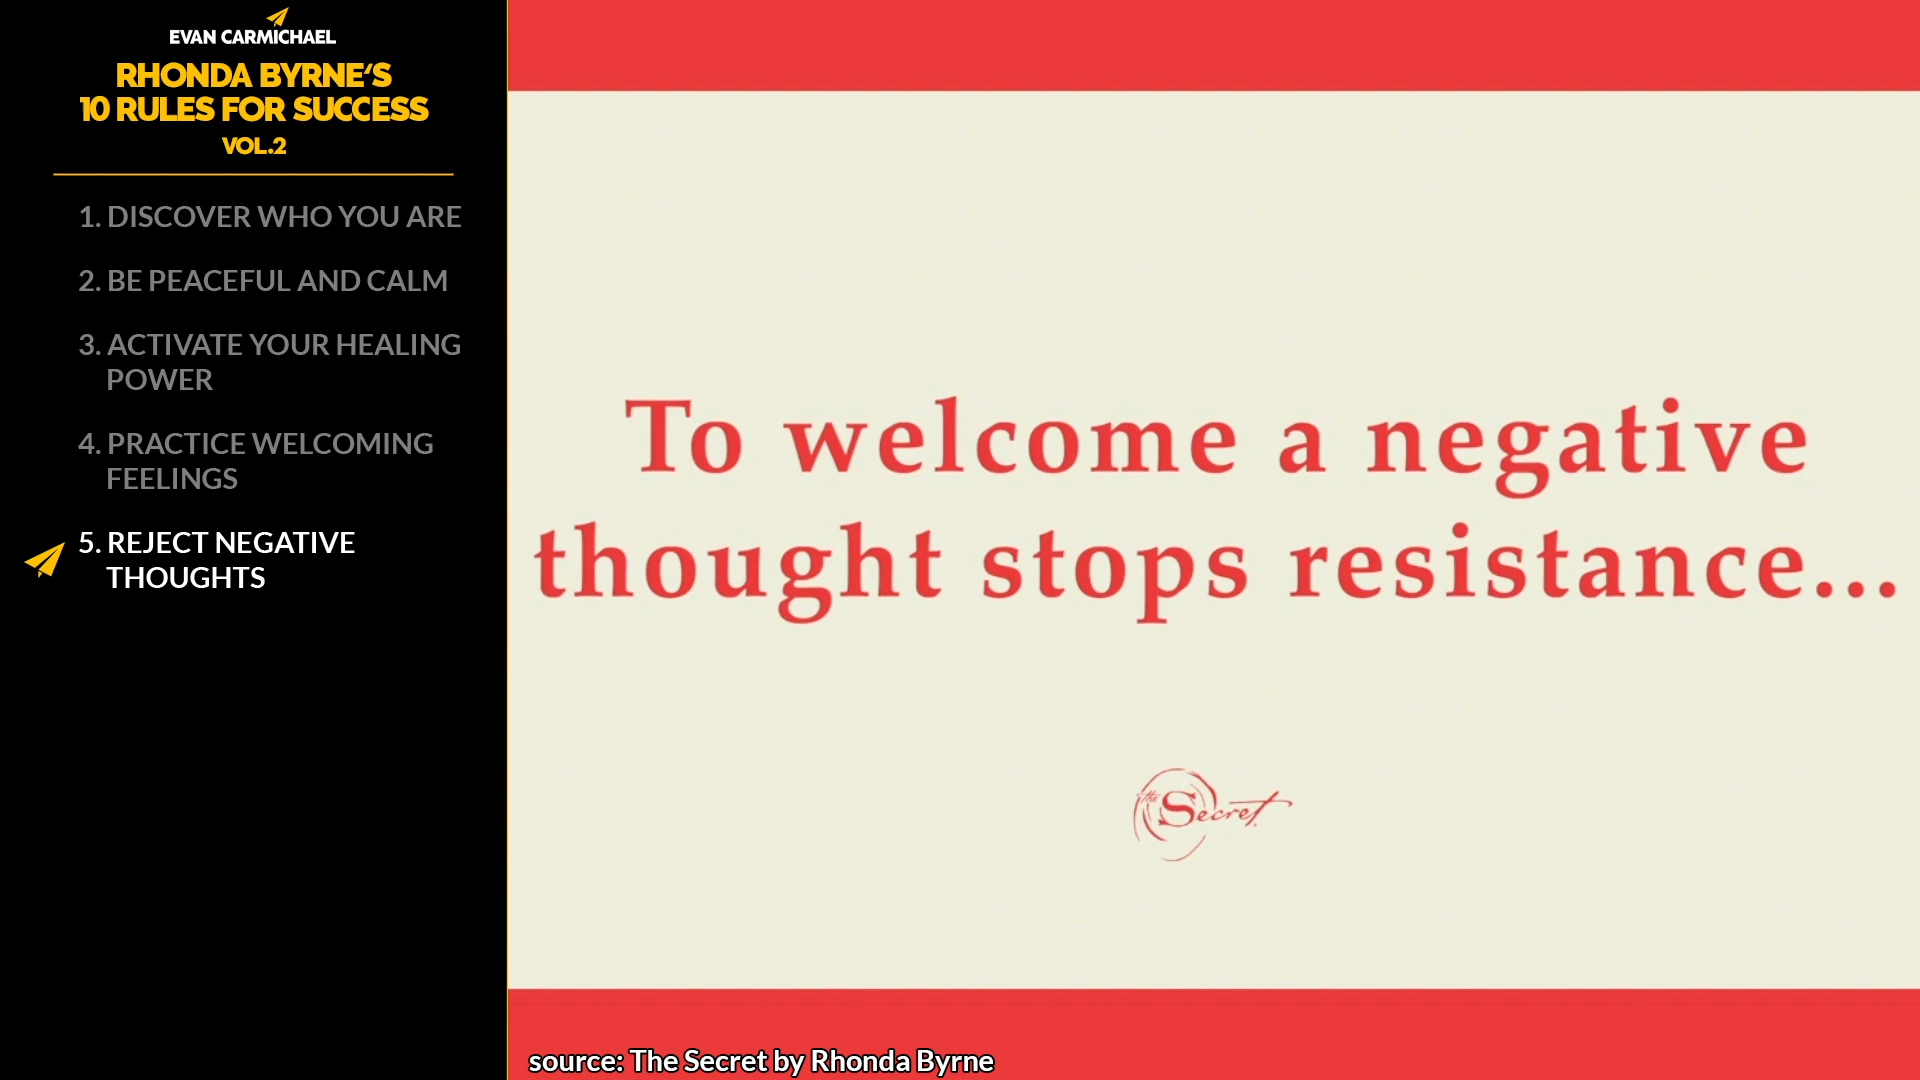 EVAN CARMICHAEL
RHONDA BYRNE'S
10 RULES FOR SUCCESS
VOL.2
1. DISCOVER WHO YOU ARE
2. BE PEACEFUL AND CALM
3. ACTIVATE YOUR HEALING
POWER
4. PRACTICE WELCOMING
FEELINGS
5. REJECT NEGATIVE
THOUGHTS
To welcome a negative
thought stops resistance...
the Secret
source: The Secret by Rhonda Byrne